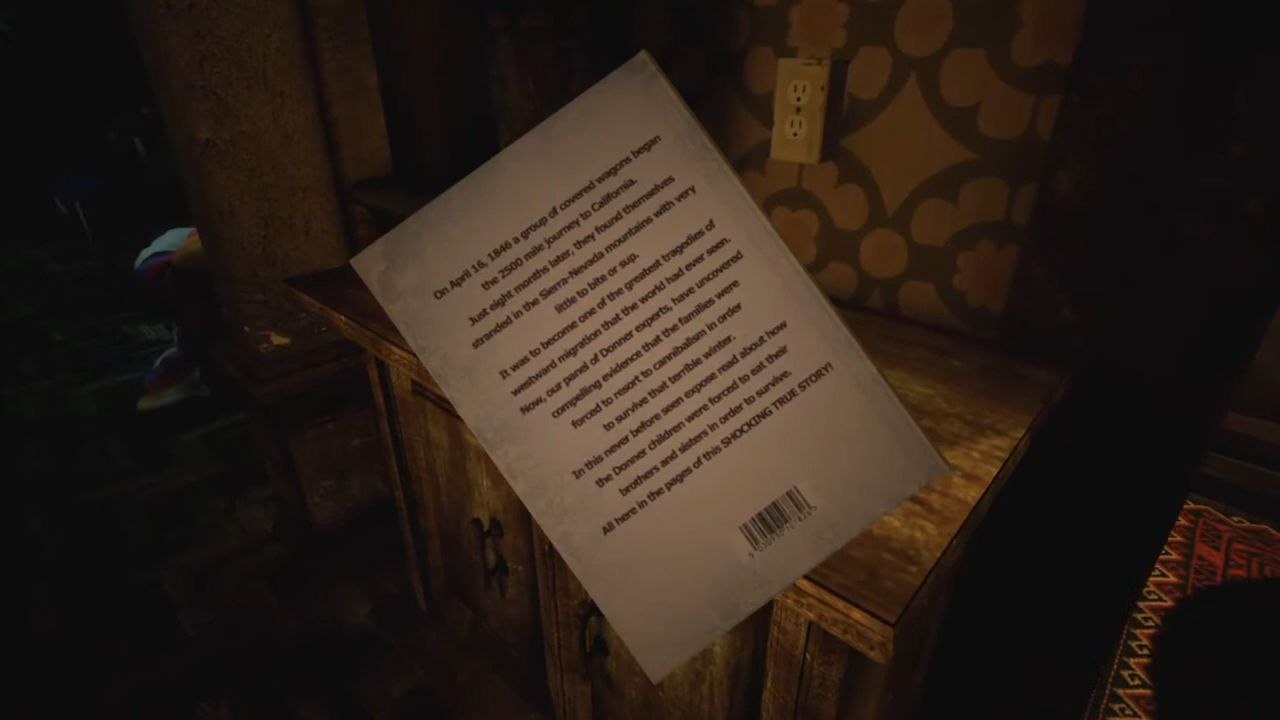 On April 16, 1846 a group of covered wagons began
the 2500 mile journey to California.
Just eight months later, they found themselves
stranded in the Sierra-Nevada mountains with very
little to bite or sup.
It was to become one of the greatest tragedies of
westward migration that the world had ever seen.
Now, our panel of Donner experts, have uncovered
compelling evidence that the families were
forced to resort to cannibalism in order
to survive that terrible winter.
In this never before seen expose read about how
the Donner children were forced to eat their
brothers and sisters in order to survive.
All here in the pages of this SHOCKING TRUE STORY!